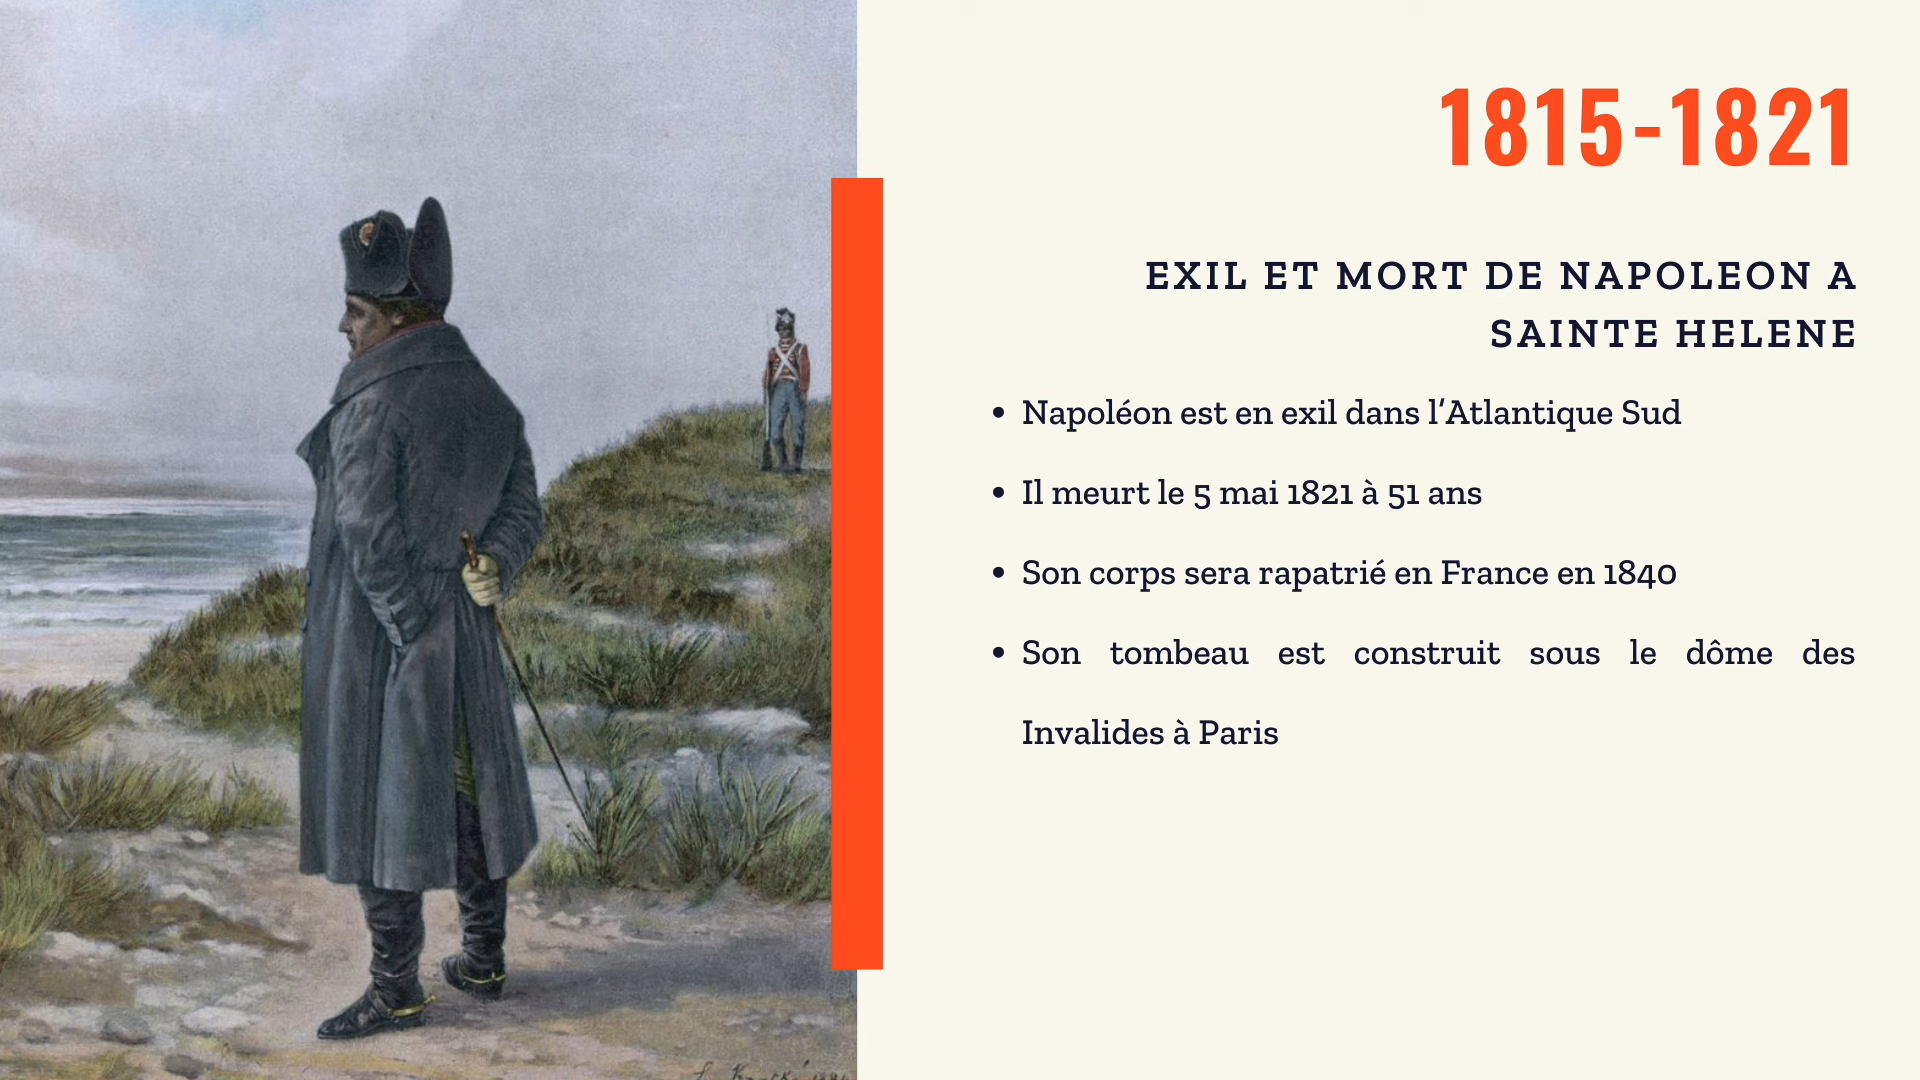 1815-1821
EXIL ET MORT DE NAPOLEON A
SAINTE HELENE
• Napoléon est en exil dans l’Atlantique Sud
• Il meurt le 5 mai 1821 à 51 ans
• Son corps sera rapatrié en France en 1840
• Son tombeau est construit sous le dôme des
Invalides à Paris